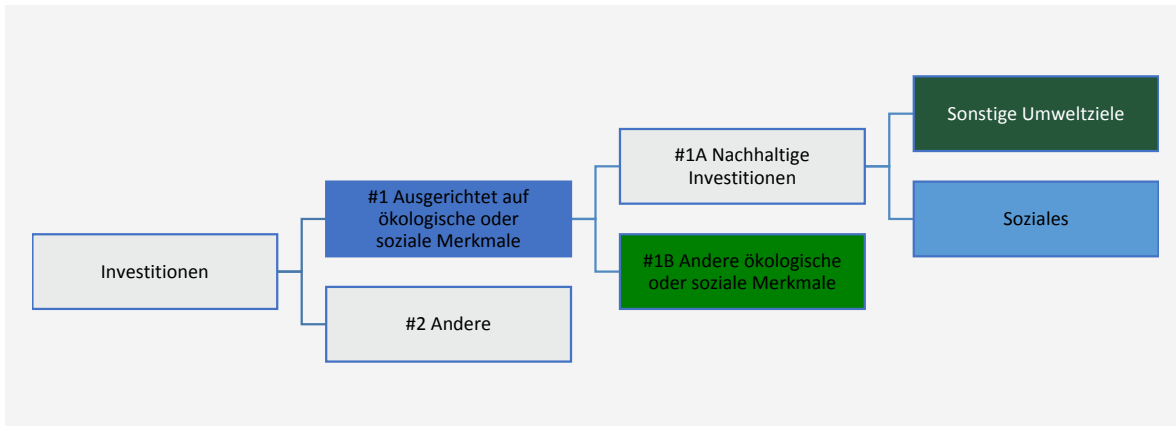 Investitionen
#1 Ausgerichtet auf
ökologische oder
soziale Merkmale
#2 Andere
#1A Nachhaltige
Investitionen
#1B Andere ökologische
oder soziale Merkmale
Sonstige Umweltziele
Soziales